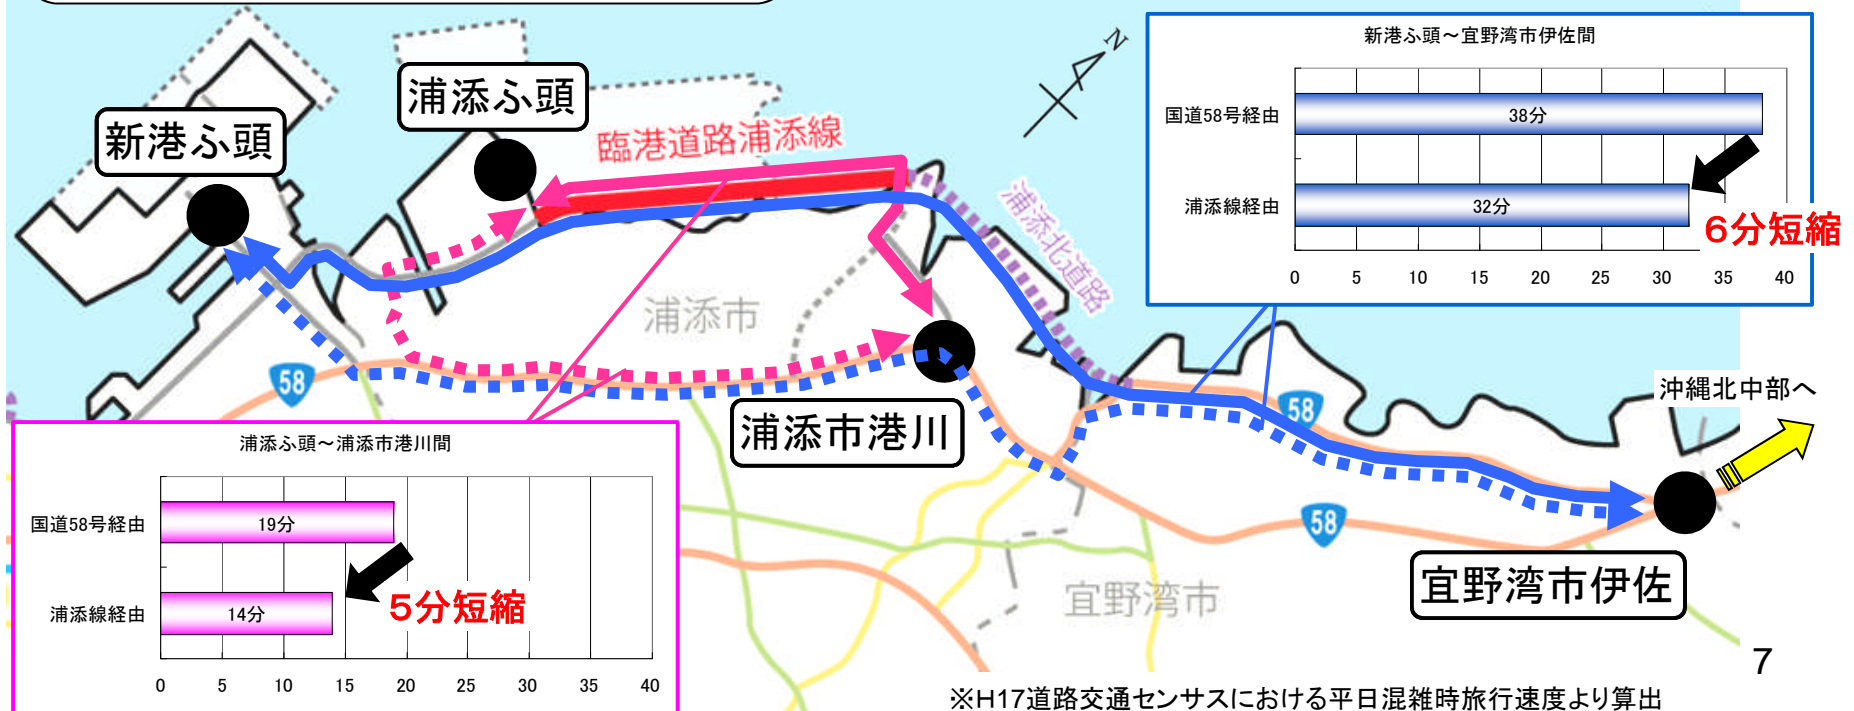 新港ふ頭
浦添ふ頭
臨港道路浦添線
N
浦添北道路
浦添市
58
浦添市港川
58
沖縄北中部へ
58
宜野湾市
宜野湾市伊佐
新港ふ頭～宜野湾市伊佐間
国道58号経由
38分
浦添線経由
32分
6分短縮
0 5 10 15 20 25 30 35 40
浦添ふ頭～浦添市港川間
国道58号経由
19分
浦添線経由
14分
5分短縮
0 5 10 15 20 25 30 35 40
7
※H17道路交通センサスにおける平日混雑時旅行速度より算出